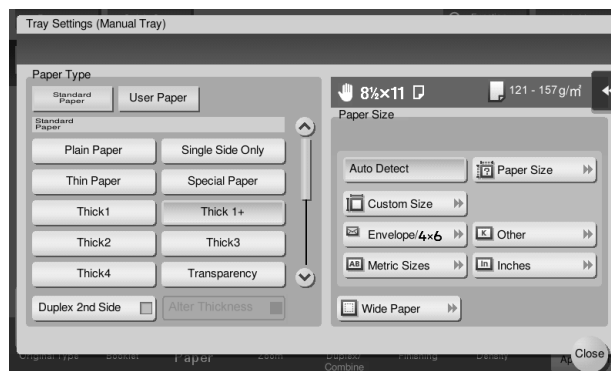 Tray Settings (Manual Tray)
Paper Type
Standard
Paper
User Paper
Standard
Paper
Plain Paper
Single Side Only
Thin Paper
Special Paper
Thick1
Thick 1+
Thick2
Thick3
Thick4
Transparency
Duplex 2nd Side
Alter Thickness
8½×11
121 - 157g/m²
Paper Size
Auto Detect
Paper Size
Custom Size
Envelope/4×6
K Other
AB Metric Sizes
In Inches
Wide Paper
Original Type
Booklet
Paper
Zoom
Duplex/
Combine
Finishing
Density
Close